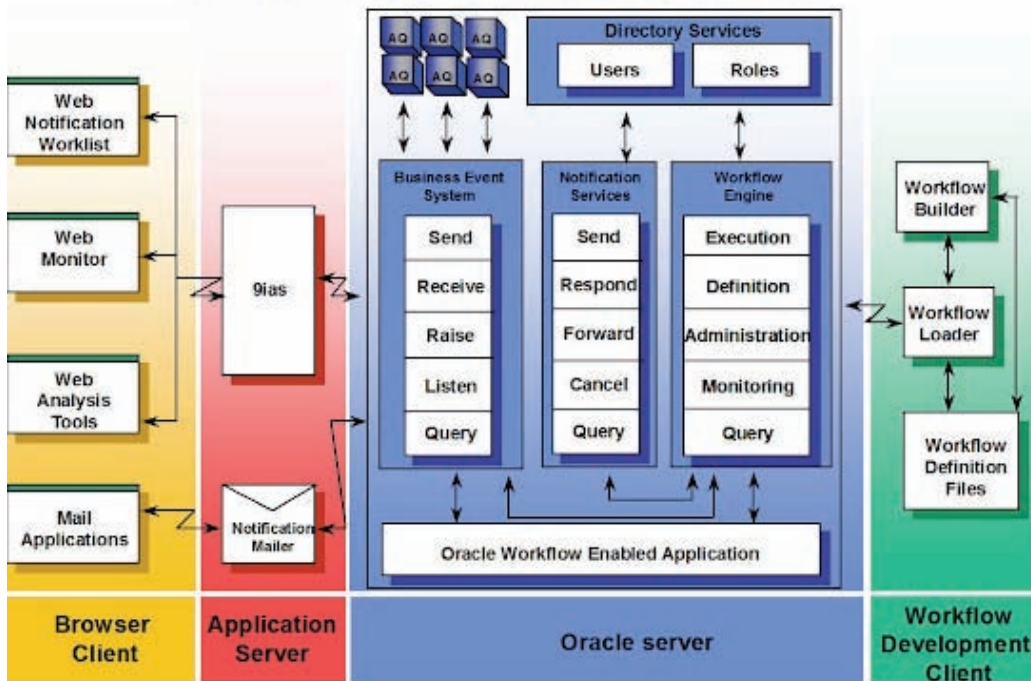 AQ AQ AQ
AQ AQ AQ
Directory Services
Users
Roles
Web
Notification
Worklist
Web
Monitor
Web
Analysis
Tools
Mail
Applications
9ias
Notification
Mailer
Business Event
System
Send
Receive
Raise
Listen
Query
Notification
Services
Send
Respond
Forward
Cancel
Query
Workflow
Engine
Execution
Definition
Administration
Monitoring
Query
Oracle Workflow Enabled Application
Workflow
Builder
Workflow
Loader
Workflow
Definition
Files
Browser
Client
Application
Server
Oracle server
Workflow
Development
Client